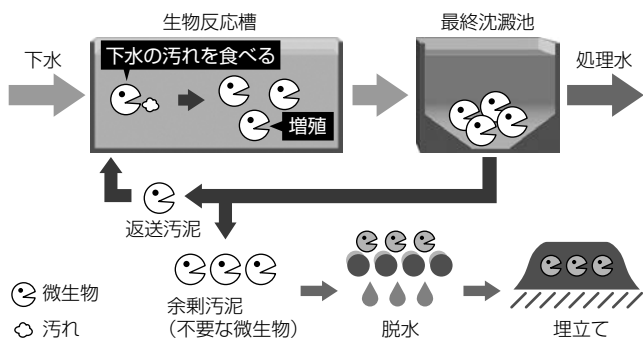 生物反応槽
最終沈澱池
下水
下水の汚れを食べる
処理水
増殖
返送汚泥
微生物
汚れ
余剰汚泥
（不要な微生物）
脱水
埋立て